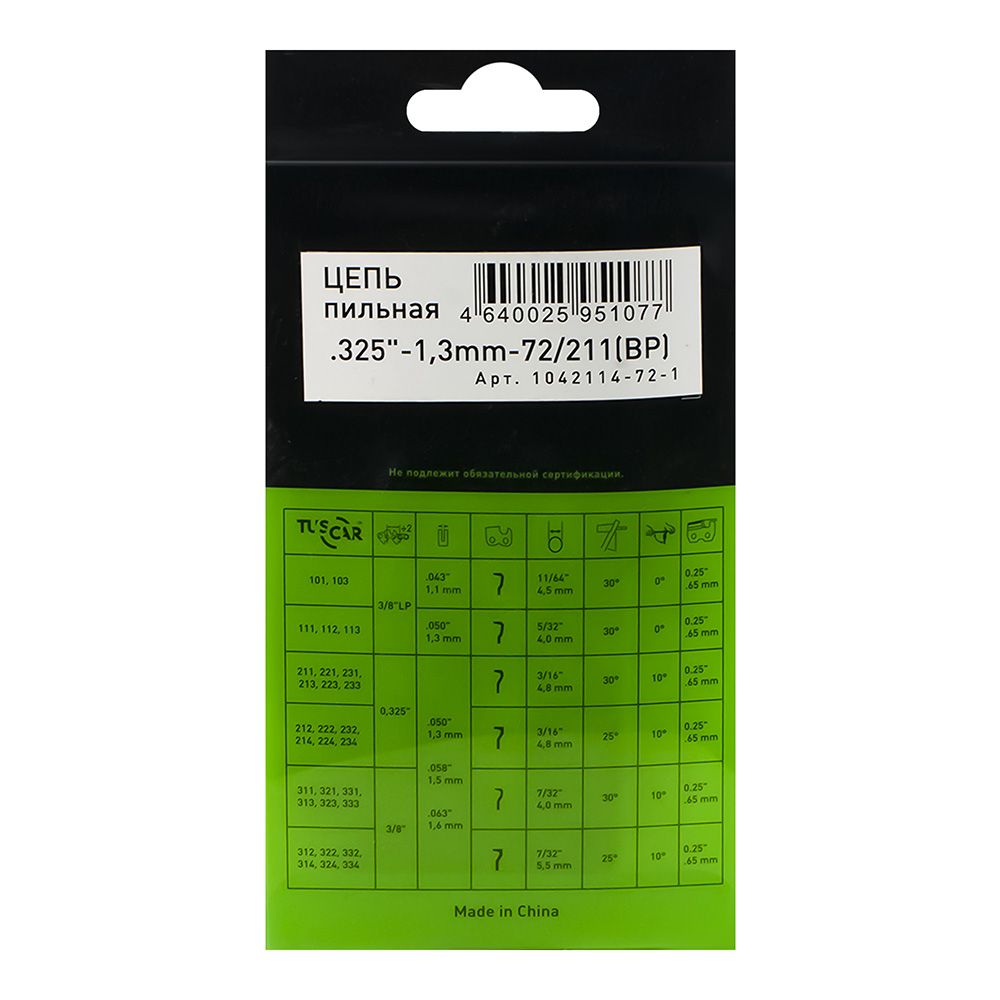 ЦЕПЬ
пильная
4 640025 951077
.325"-1,3mm-72/211(BP)
Арт. 1042114-72-1
Не подлежит обязательной сертификации.
TUSCAR ÷2
101, 103 3/8"LP .043" 1,1 mm 11/64" 4,5 mm 30° 0° 0.25" .65 mm
111, 112, 113 .050" 1,3 mm 5/32" 4,0 mm 30° 0° 0.25" .65 mm
211, 221, 231, 213, 223, 233 0,325" .050" 1,3 mm 3/16" 4,8 mm 30° 10° 0.25" .65 mm
212, 222, 232, 214, 224, 234 .058" 1,5 mm 3/16" 4,8 mm 25° 10° 0.25" .65 mm
311, 321, 331, 313, 323, 333 3/8" .063" 1,6 mm 7/32" 4,0 mm 30° 10° 0.25" .65 mm
312, 322, 332, 314, 324, 334 7/32" 5,5 mm 25° 10° 0.25" .65 mm
Made in China